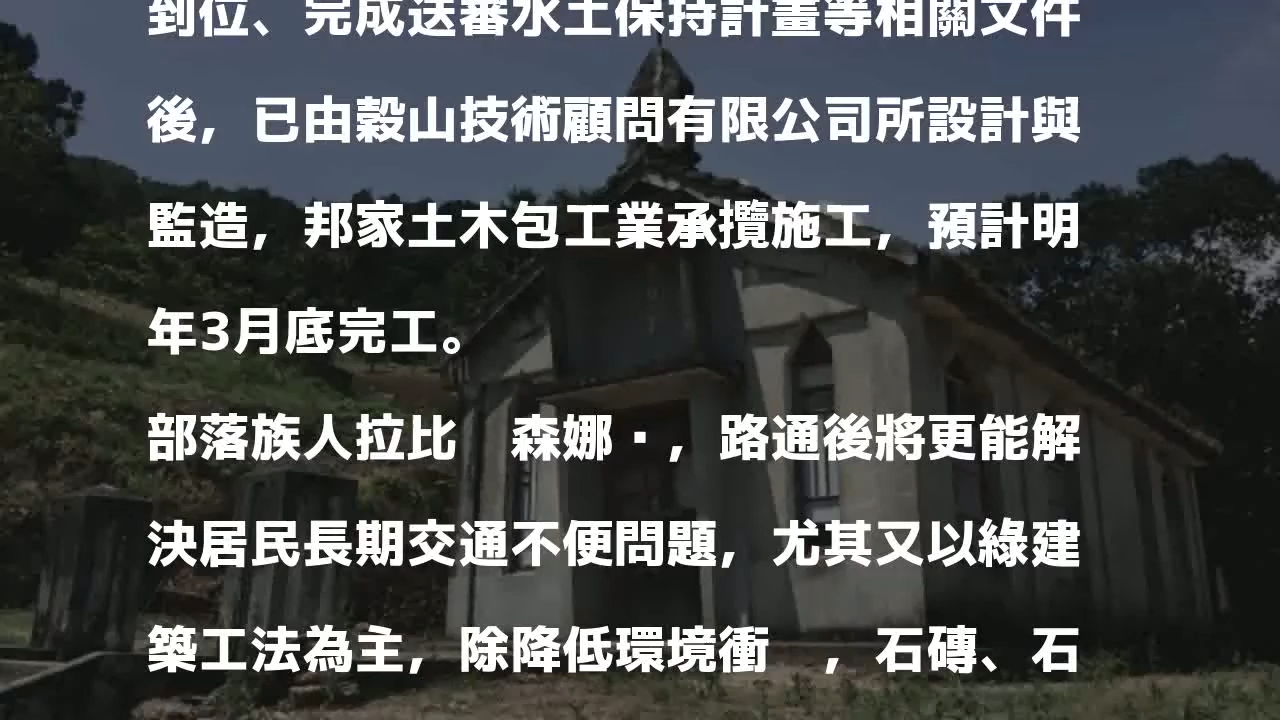 到位、完成送審水土保持計畫等相關文件
後，已由穀山技術顧問有限公司所設計與
監造，邦家土木包工業承攬施工，預計明
年3月底完工。
部落族人拉比　森娜·，路通後將更能解
決居民長期交通不便問題，尤其又以綠建
築工法為主，除降低環境衝　，石磚、石